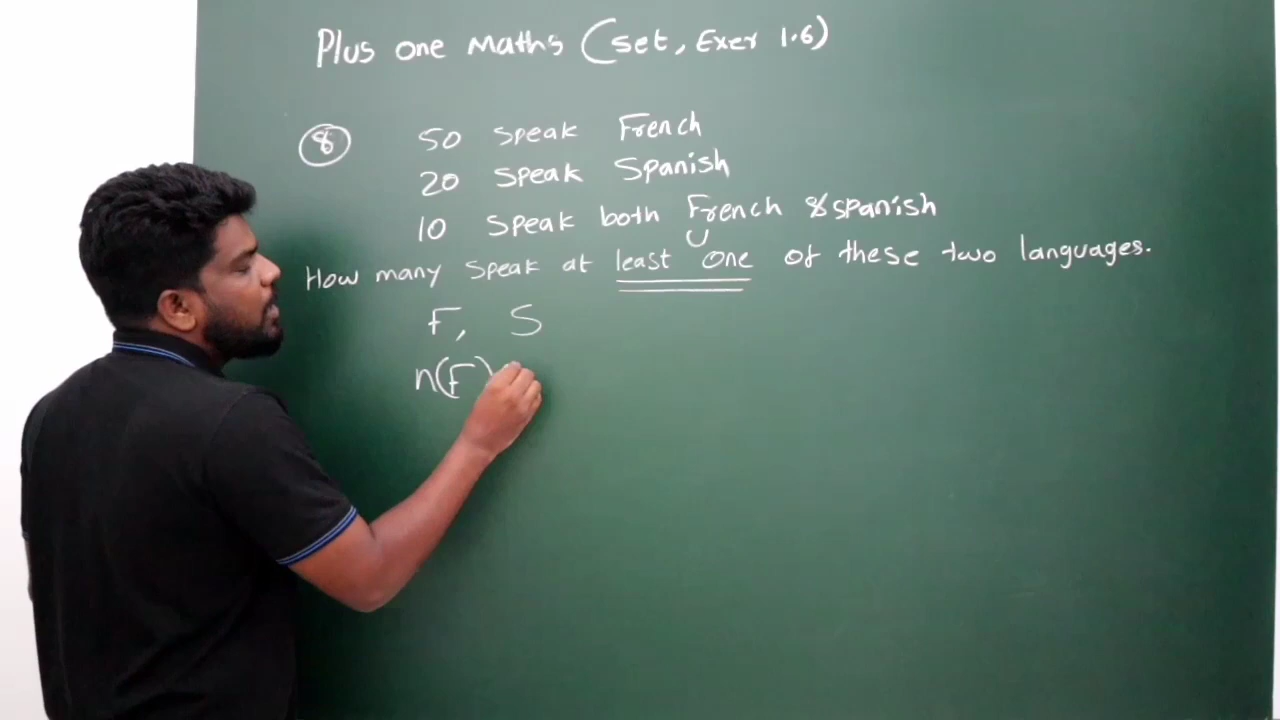 Plus one Maths (set, Exer 1.6)
8 50 speak French
20 speak Spanish
10 speak both French & spanish
∪
How many speak at least one of these two languages.
F, S
n(F)